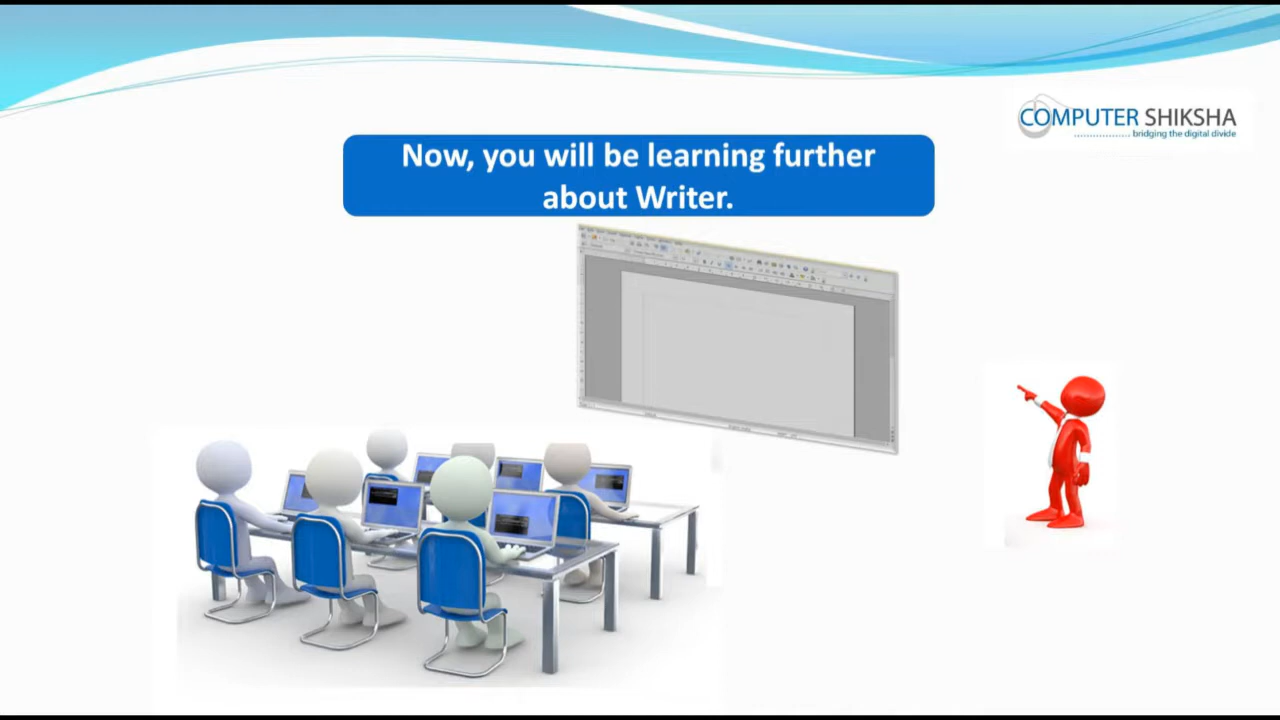 COMPUTER SHIKSHA
bridging the digital divide
Now, you will be learning further
about Writer.